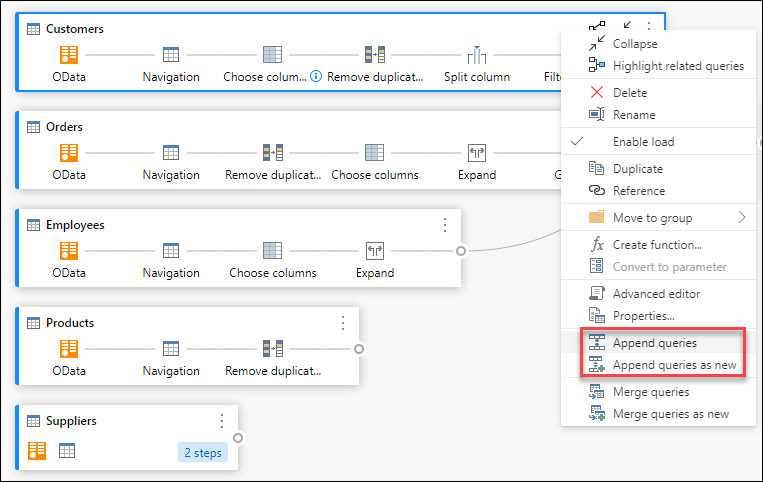 Customers
OData
Navigation
Choose colum...
Remove duplicat...
Split column
Filte
Orders
OData
Navigation
Remove duplicat...
Choose columns
Expand
G
Employees
OData
Navigation
Choose columns
Expand
Products
OData
Navigation
Remove duplicat...
Suppliers
2 steps
Collapse
Highlight related queries
Delete
Rename
Enable load
Duplicate
Reference
Move to group
Create function...
Convert to parameter
Advanced editor
Properties...
Append queries
Append queries as new
Merge queries
Merge queries as new